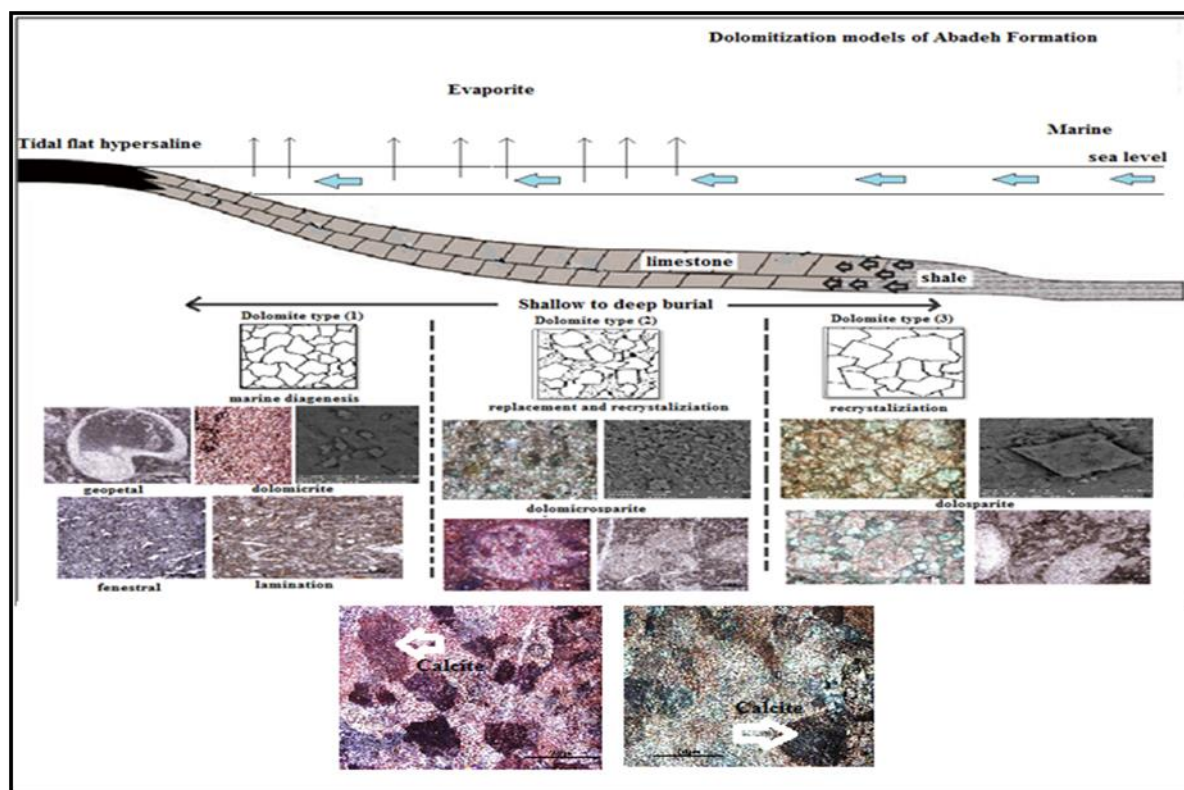 Dolomitization models of Abadeh Formation
Evaporite
Tidal flat hypersaline
Marine
sea level
limestone
shale
Shallow to deep burial
Dolomite type (1)
Dolomite type (2)
Dolomite type (3)
marine diagenesis
replacement and recrystaliziation
recrystaliziation
geopetal
dolomicrite
dolomicrosparite
dolosparite
fenestral
lamination
Calcite
Calcite